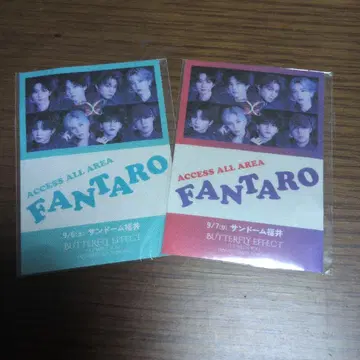 ACCESS ALL AREA
FANTARO
9/6(土) サンドーム福井
BUTTERFLY EFFECT
ACCESS ALL AREA
FANTARO
9/7(日) サンドーム福井
BUTTERFLY EFFECT